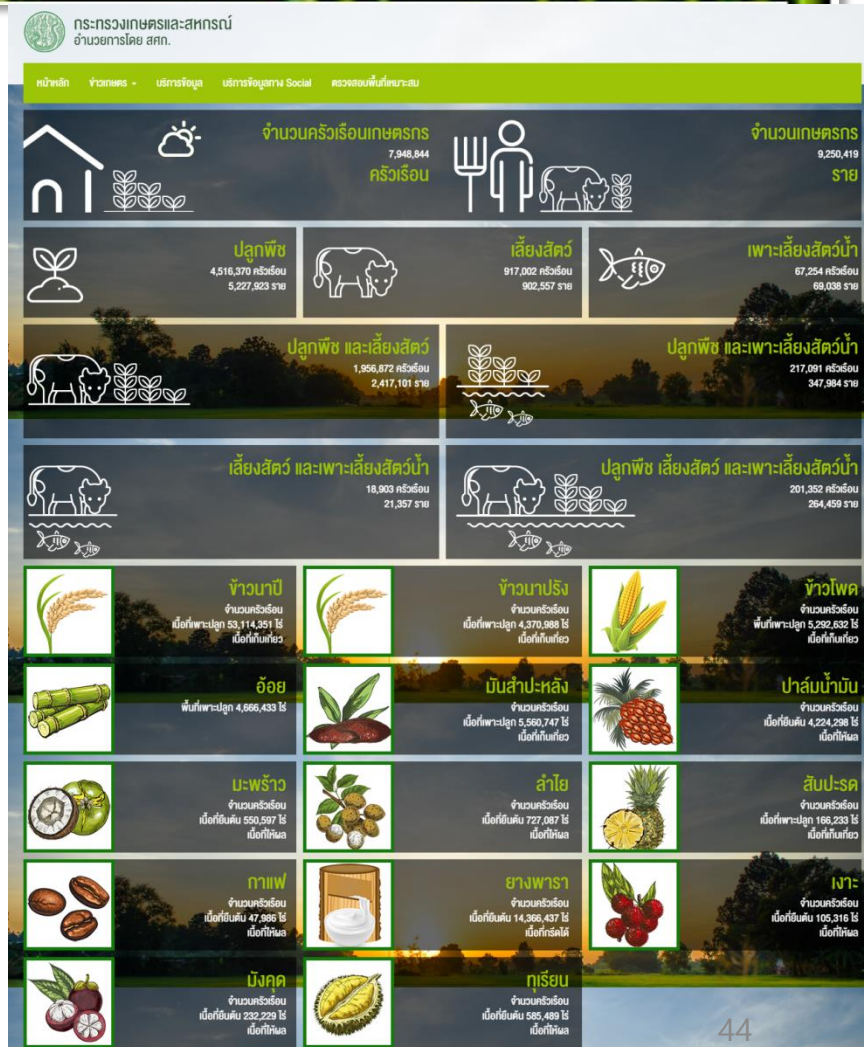 กระทรวงเกษตรและสหกรณ์
อำนวยการโดย สศก.
หน้าหลัก ข่าวเกษตร บริการข้อมูล บริการข้อมูลทาง Social ตรวจสอบพื้นที่เหมาะสม
จำนวนครัวเรือนเกษตรกร
7,948,844
ครัวเรือน
จำนวนเกษตรกร
9,250,419
ราย
ปลูกพืช
4,516,370 ครัวเรือน
5,227,923 ราย
เลี้ยงสัตว์
917,002 ครัวเรือน
902,557 ราย
เพาะเลี้ยงสัตว์น้ำ
67,254 ครัวเรือน
69,038 ราย
ปลูกพืช และเลี้ยงสัตว์
1,956,872 ครัวเรือน
2,417,101 ราย
ปลูกพืช และเพาะเลี้ยงสัตว์น้ำ
217,091 ครัวเรือน
347,984 ราย
เลี้ยงสัตว์ และเพาะเลี้ยงสัตว์น้ำ
18,903 ครัวเรือน
21,357 ราย
ปลูกพืช เลี้ยงสัตว์ และเพาะเลี้ยงสัตว์น้ำ
201,352 ครัวเรือน
264,459 ราย
ข้าวนาปี
จำนวนครัวเรือน
เนื้อที่เพาะปลูก 53,114,351 ไร่
เนื้อที่เก็บเกี่ยว
ข้าวนาปรัง
จำนวนครัวเรือน
เนื้อที่เพาะปลูก 4,370,988 ไร่
เนื้อที่เก็บเกี่ยว
ข้าวโพด
จำนวนครัวเรือน
พื้นที่เพาะปลูก 5,292,632 ไร่
เนื้อที่เก็บเกี่ยว
อ้อย
พื้นที่เพาะปลูก 4,666,433 ไร่
มันสำปะหลัง
จำนวนครัวเรือน
เนื้อที่เพาะปลูก 5,560,747 ไร่
เนื้อที่เก็บเกี่ยว
ปาล์มน้ำมัน
จำนวนครัวเรือน
เนื้อที่ยืนต้น 4,224,298 ไร่
เนื้อที่ให้ผล
มะพร้าว
จำนวนครัวเรือน
เนื้อที่ยืนต้น 550,597 ไร่
เนื้อที่ให้ผล
ลำไย
จำนวนครัวเรือน
เนื้อที่ยืนต้น 727,087 ไร่
เนื้อที่ให้ผล
สับปะรด
จำนวนครัวเรือน
เนื้อที่เพาะปลูก 166,233 ไร่
เนื้อที่เก็บเกี่ยว
กาแฟ
จำนวนครัวเรือน
เนื้อที่ยืนต้น 47,986 ไร่
เนื้อที่ให้ผล
ยางพารา
จำนวนครัวเรือน
เนื้อที่ยืนต้น 14,366,437 ไร่
เนื้อที่กรีดได้
เงาะ
จำนวนครัวเรือน
เนื้อที่ยืนต้น 105,316 ไร่
เนื้อที่ให้ผล
มังคุด
จำนวนครัวเรือน
เนื้อที่ยืนต้น 232,229 ไร่
เนื้อที่ให้ผล
ทุเรียน
จำนวนครัวเรือน
เนื้อที่ยืนต้น 585,489 ไร่
เนื้อที่ให้ผล
44